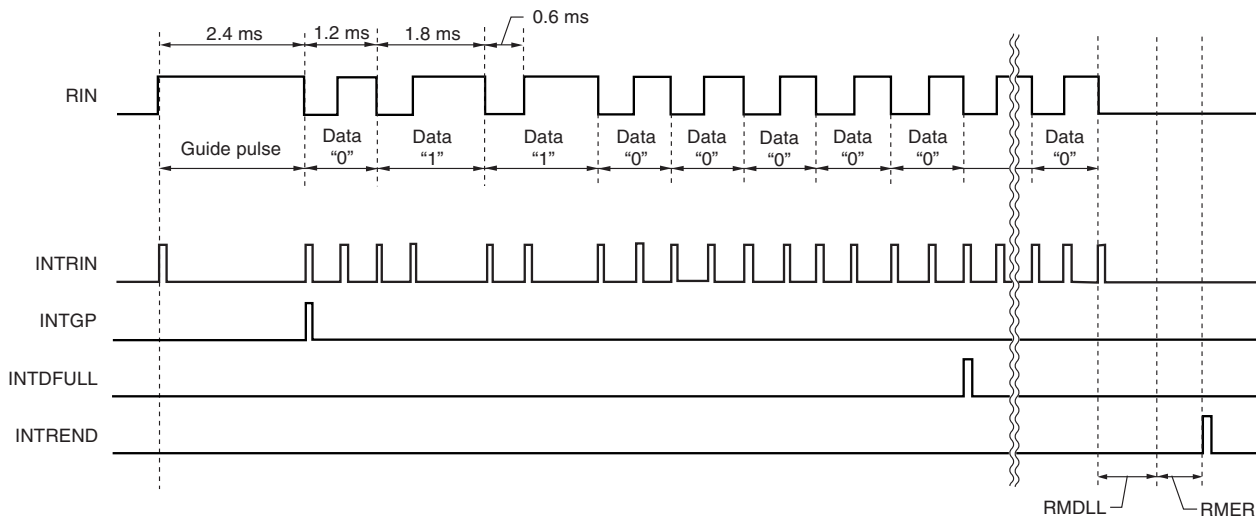 0.6 ms
2.4 ms 1.2 ms 1.8 ms
RIN
Guide pulse
Data "0"
Data "1"
Data "1"
Data "0"
Data "0"
Data "0"
Data "0"
Data "0"
Data "0"
INTRIN
INTGP
INTDFULL
INTREND
RMDLL RMER